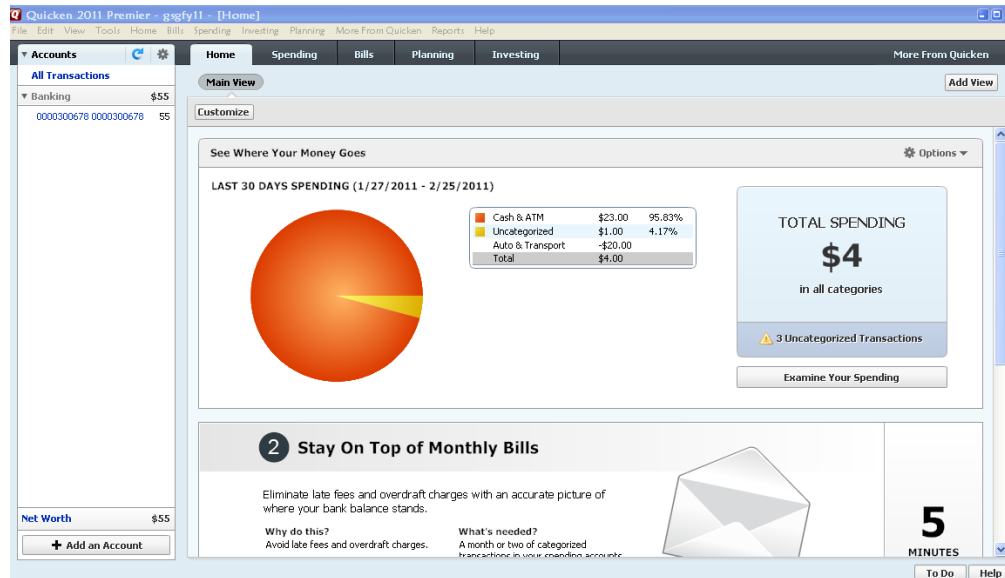 Quicken 2011 Premier - gsgfy11 - [Home]
File Edit View Tools Home Bills Spending Investing Planning More From Quicken Reports Help
Accounts
Home Spending Bills Planning Investing More From Quicken
All Transactions
Main View Add View
Banking $55
0000300678 0000300678 55
Customize
See Where Your Money Goes Options
LAST 30 DAYS SPENDING (1/27/2011 - 2/25/2011)
Cash & ATM $23.00 95.83%
Uncategorized $1.00 4.17%
Auto & Transport -$20.00
Total $4.00
TOTAL SPENDING
$4
in all categories
3 Uncategorized Transactions
Examine Your Spending
2 Stay On Top of Monthly Bills
Eliminate late fees and overdraft charges with an accurate picture of
where your bank balance stands.
Why do this? What's needed?
Avoid late fees and overdraft charges. A month or two of categorized
transactions in your spending accounts
5
MINUTES
Net Worth $55
Add an Account
To Do Help